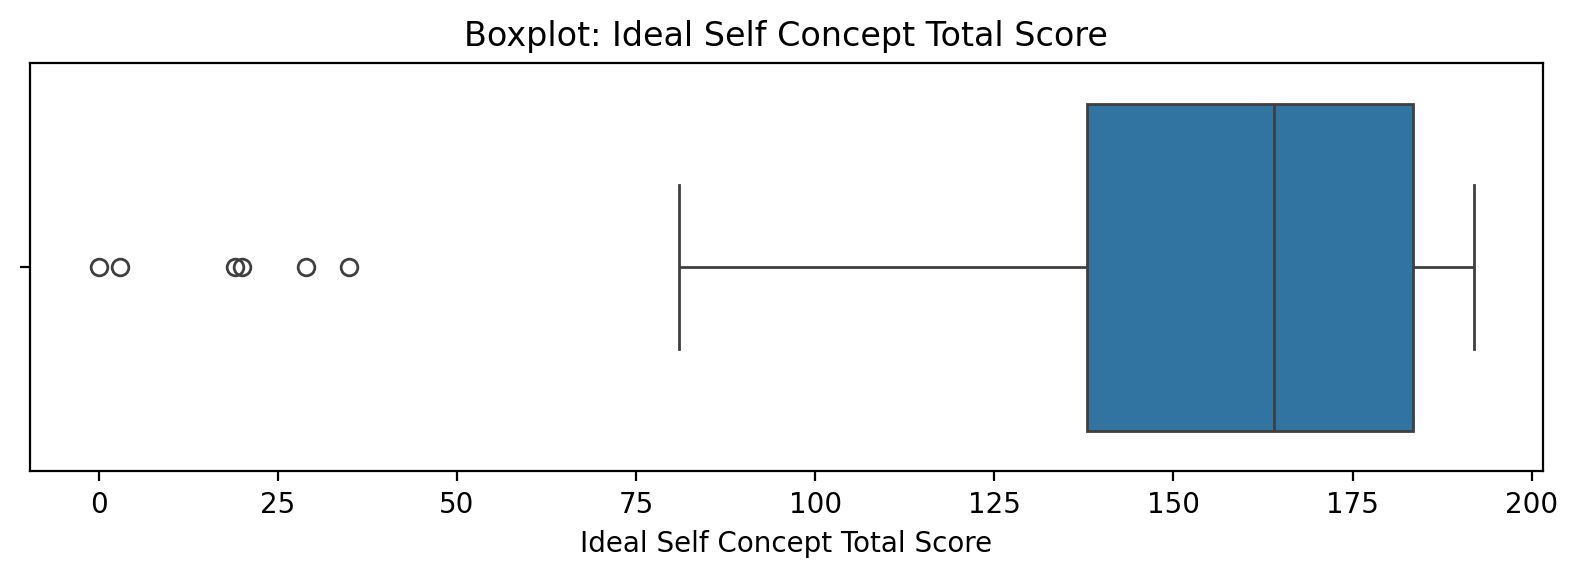 Boxplot: Ideal Self Concept Total Score
0 25 50 75 100 125 150 175 200
Ideal Self Concept Total Score